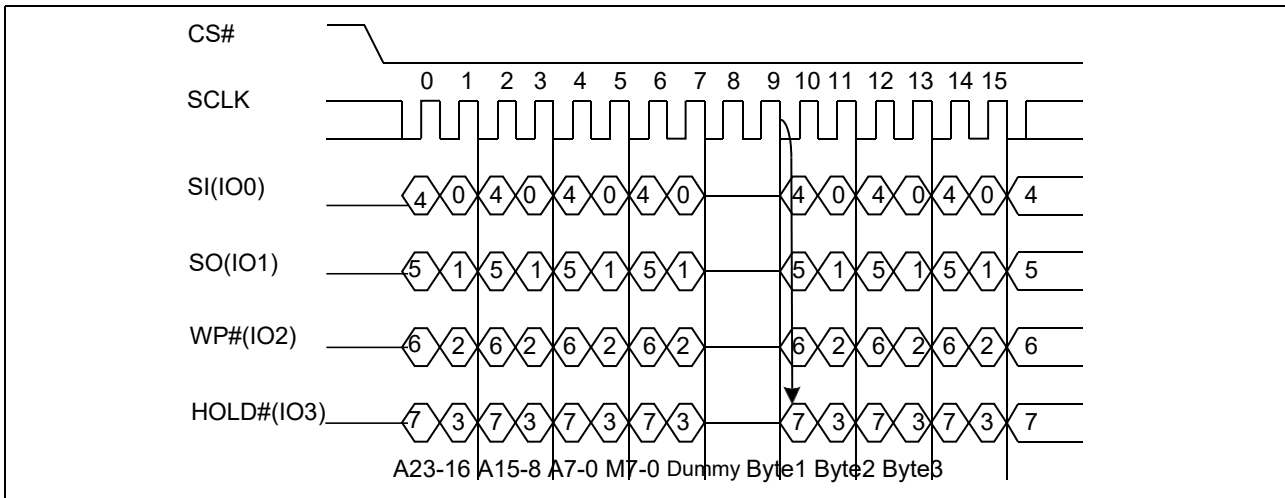 CS#
0 1 2 3 4 5 6 7 8 9 10 11 12 13 14 15
SCLK
SI(IO0) 4 0 4 0 4 0 4 0 4 0 4 0 4 0 4
SO(IO1) 5 1 5 1 5 1 5 1 5 1 5 1 5 1 5
WP#(IO2) 6 2 6 2 6 2 6 2 6 2 6 2 6 2 6
HOLD#(IO3) 7 3 7 3 7 3 7 3 7 3 7 3 7 3 7
A23-16 A15-8 A7-0 M7-0 Dummy Byte1 Byte2 Byte3